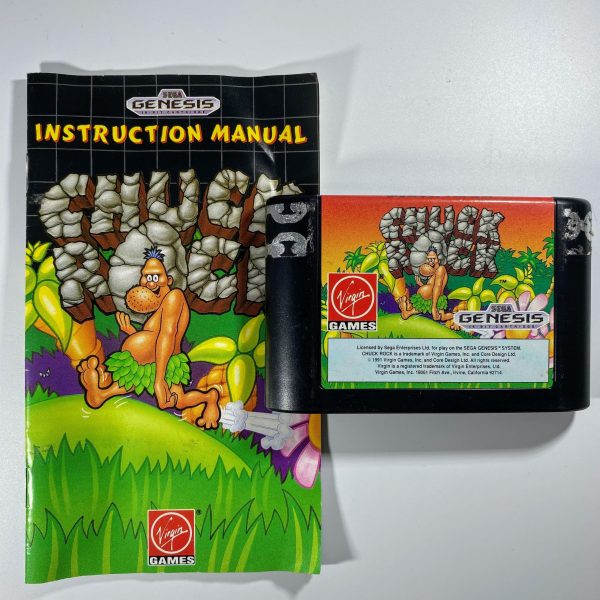 SEGA
GENESIS
16-BIT CARTRIDGE
INSTRUCTION MANUAL
CHUCK
ROCK
Virgin
GAMES
®
CHUCK
ROCK
Virgin
GAMES
TM
SEGA
GENESIS
16-BIT CARTRIDGE
Licensed by Sega Enterprises Ltd. for play on the SEGA GENESIS™ SYSTEM.
CHUCK ROCK is a trademark of Virgin Games, Inc. and Core Design Ltd.
© 1991 Virgin Games, Inc. and Core Design Ltd. All rights reserved.
Virgin is a registered trademark of Virgin Enterprises, Ltd.
Virgin Games, Inc. 18061 Fitch Ave., Irvine, California 92714.